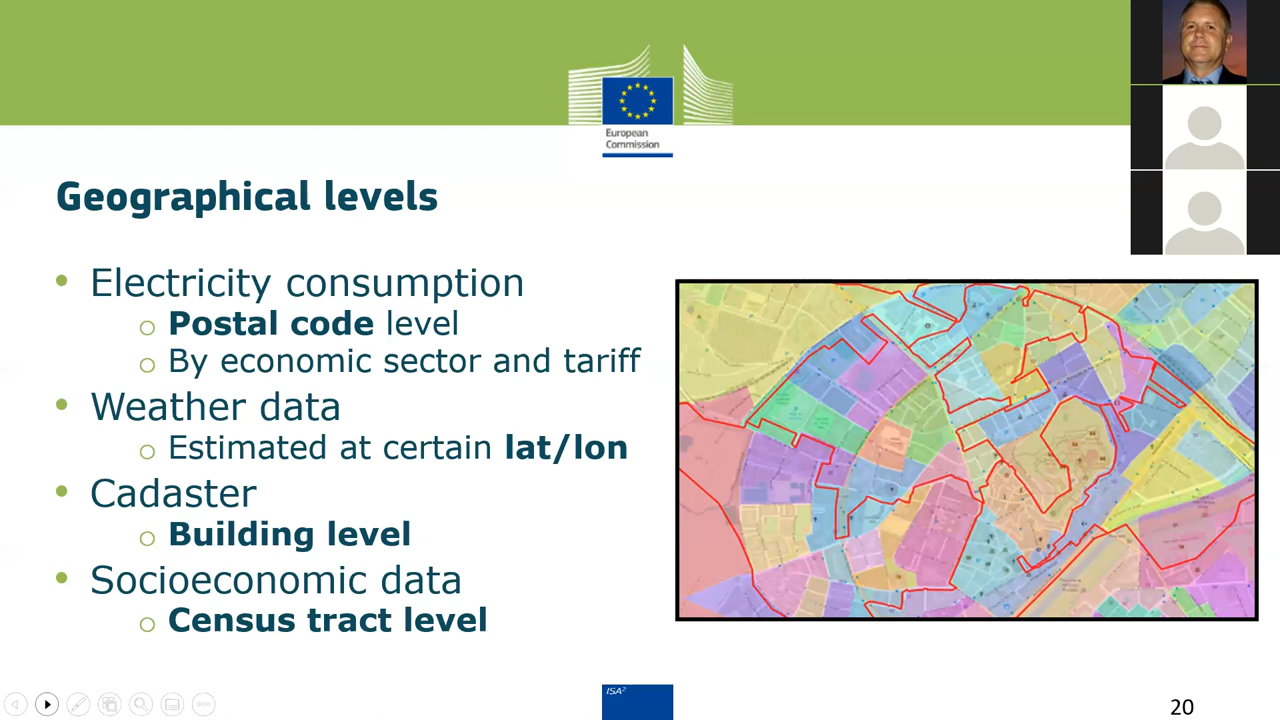 European
Commission
Geographical levels
• Electricity consumption
o Postal code level
o By economic sector and tariff
• Weather data
o Estimated at certain lat/lon
• Cadaster
o Building level
• Socioeconomic data
o Census tract level
ISA²
20